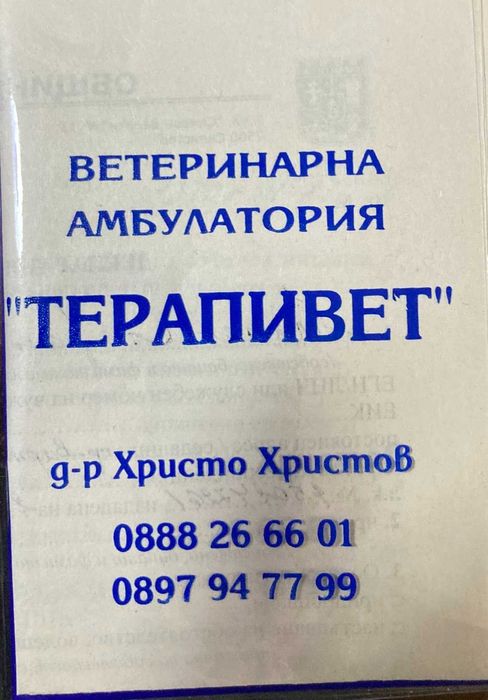 ВЕТЕРИНАРНА
АМБУЛАТОРИЯ
"ТЕРАПИВЕТ"
д-р Христо Христов
0888 26 66 01
0897 94 77 99